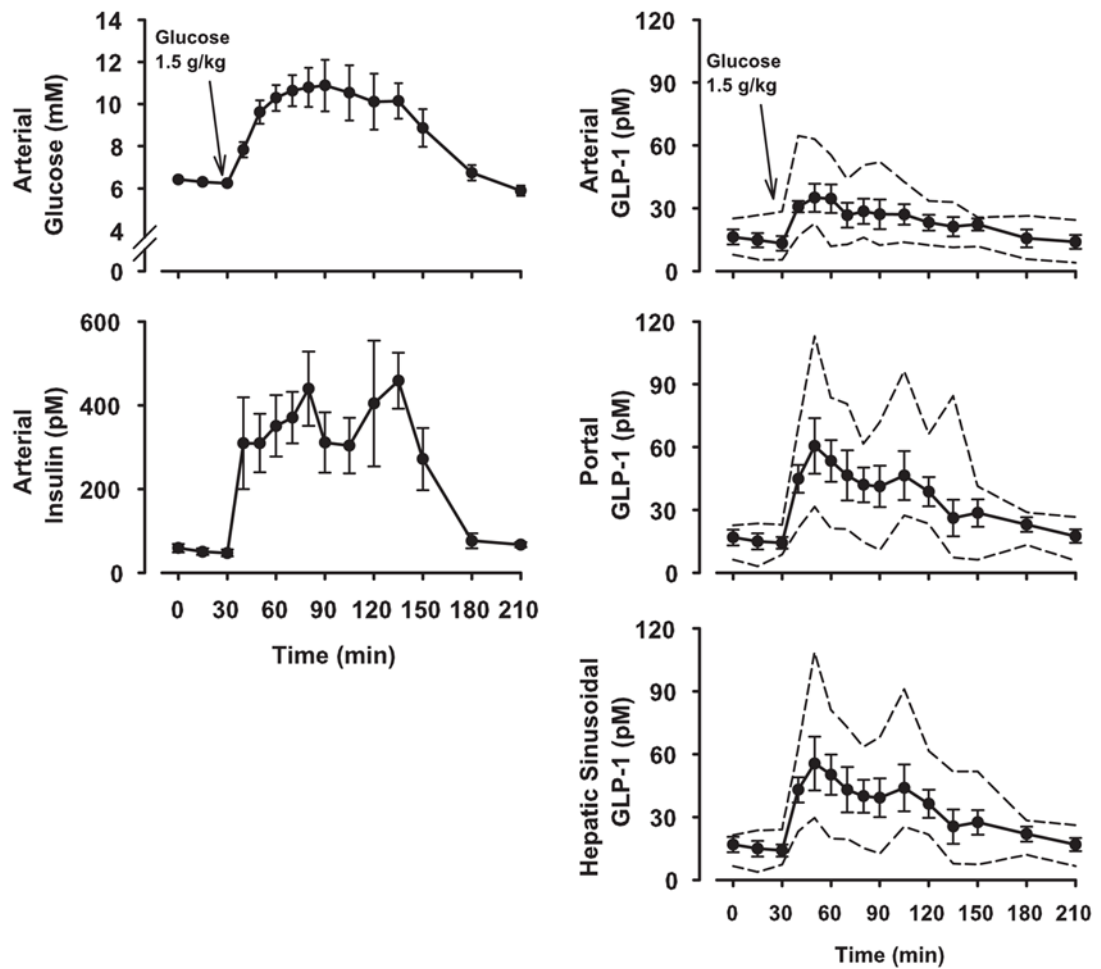 Arterial
Glucose (mM)
14
12
10
8
6
4
0
Glucose
1.5 g/kg
Arterial
GLP-1 (pM)
120
90
60
30
0
Glucose
1.5 g/kg
Arterial
Insulin (pM)
600
400
200
0
0 30 60 90 120 150 180 210
Time (min)
Portal
GLP-1 (pM)
120
90
60
30
0
Hepatic Sinusoidal
GLP-1 (pM)
120
90
60
30
0
0 30 60 90 120 150 180 210
Time (min)